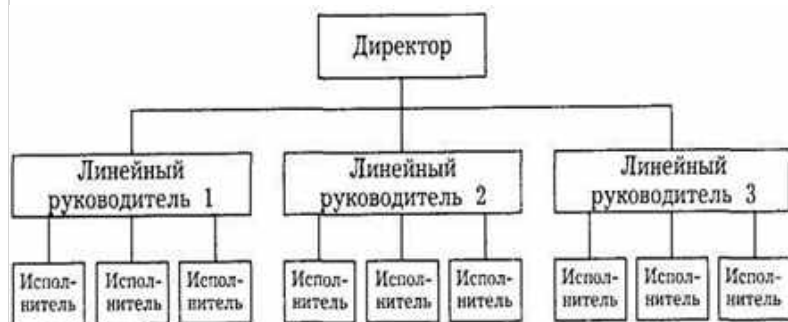 Директор
Линейный
руководитель 1
Линейный
руководитель 2
Линейный
руководитель 3
Испол-
нитель
Испол-
нитель
Испол-
нитель
Испол-
нитель
Испол-
нитель
Испол-
нитель
Испол-
нитель
Испол-
нитель
Испол-
нитель